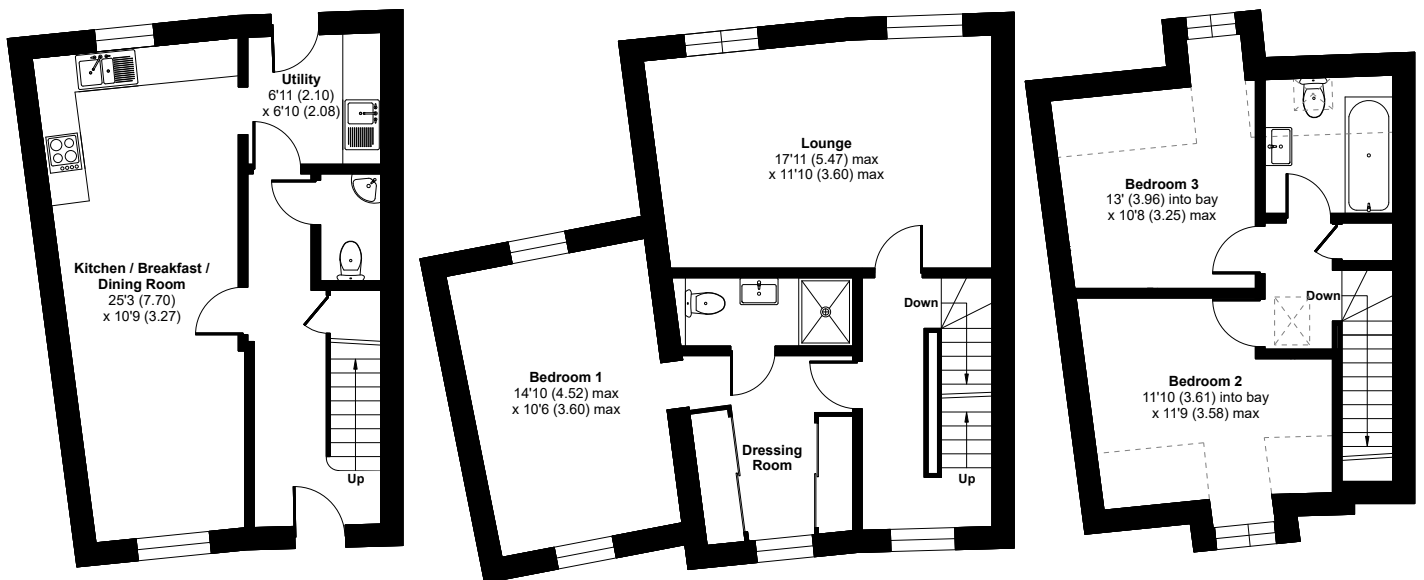 Utility
6'11 (2.10)
x 6'10 (2.08)
Kitchen / Breakfast /
Dining Room
25'3 (7.70)
x 10'9 (3.27)
Up
Lounge
17'11 (5.47) max
x 11'10 (3.60) max
Down
Bedroom 1
14'10 (4.52) max
x 10'6 (3.60) max
Dressing
Room
Up
Bedroom 3
13' (3.96) into bay
x 10'8 (3.25) max
Down
Bedroom 2
11'10 (3.61) into bay
x 11'9 (3.58) max